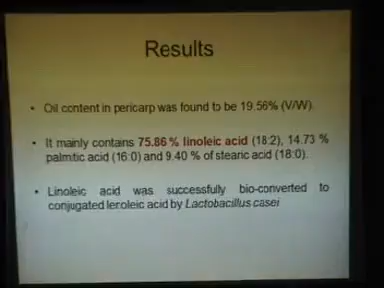 Results
• Oil content in pericarp was found to be 19.56% (V/W).
• It mainly contains 75.86 % linoleic acid (18:2), 14.73 %
palmitic acid (16:0) and 9.40 % of stearic acid (18:0).
• Linoleic acid was successfully bio-converted to
conjugated lenoleic acid by Lactobacillus casei